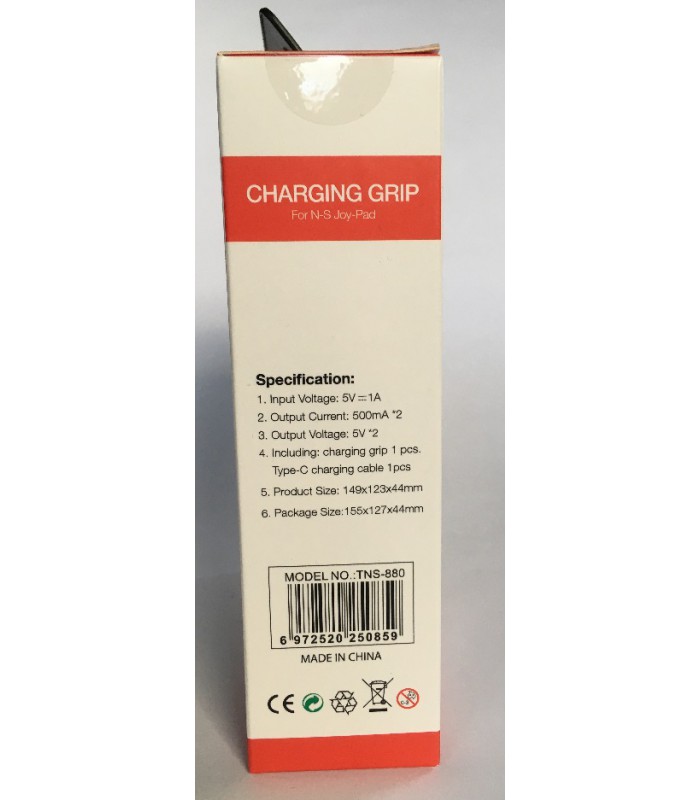 CHARGING GRIP
For N-S Joy-Pad
Specification:
1. Input Voltage: 5V⎓1A
2. Output Current: 500mA *2
3. Output Voltage: 5V *2
4. Including: charging grip 1 pcs.
Type-C charging cable 1pcs
5. Product Size: 149x123x44mm
6. Package Size:155x127x44mm
MODEL NO.:TNS-880
6 972520 250859
MADE IN CHINA
CE
0-3